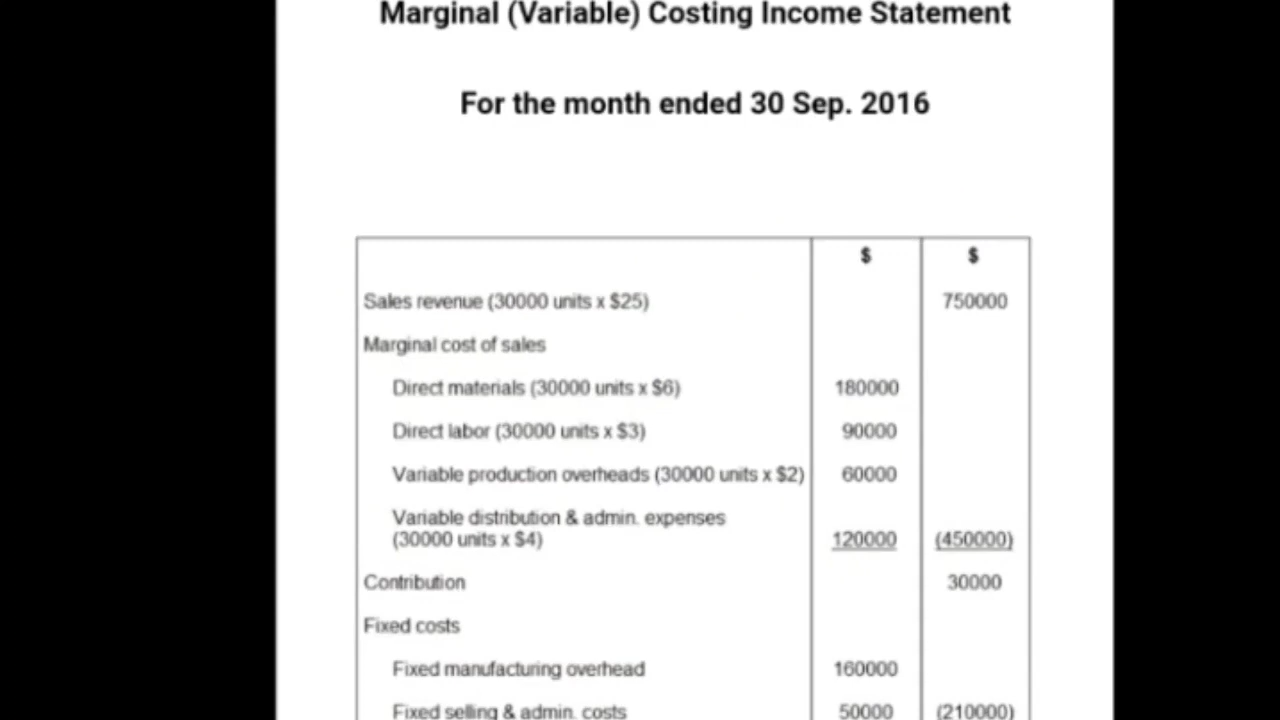 Marginal (Variable) Costing Income Statement
For the month ended 30 Sep. 2016
$ $
Sales revenue (30000 units x $25) 750000
Marginal cost of sales
Direct materials (30000 units x $6) 180000
Direct labor (30000 units x $3) 90000
Variable production overheads (30000 units x $2) 60000
Variable distribution & admin. expenses
(30000 units x $4) 120000 (450000)
Contribution 30000
Fixed costs
Fixed manufacturing overhead 160000
Fixed selling & admin. costs 50000 (210000)